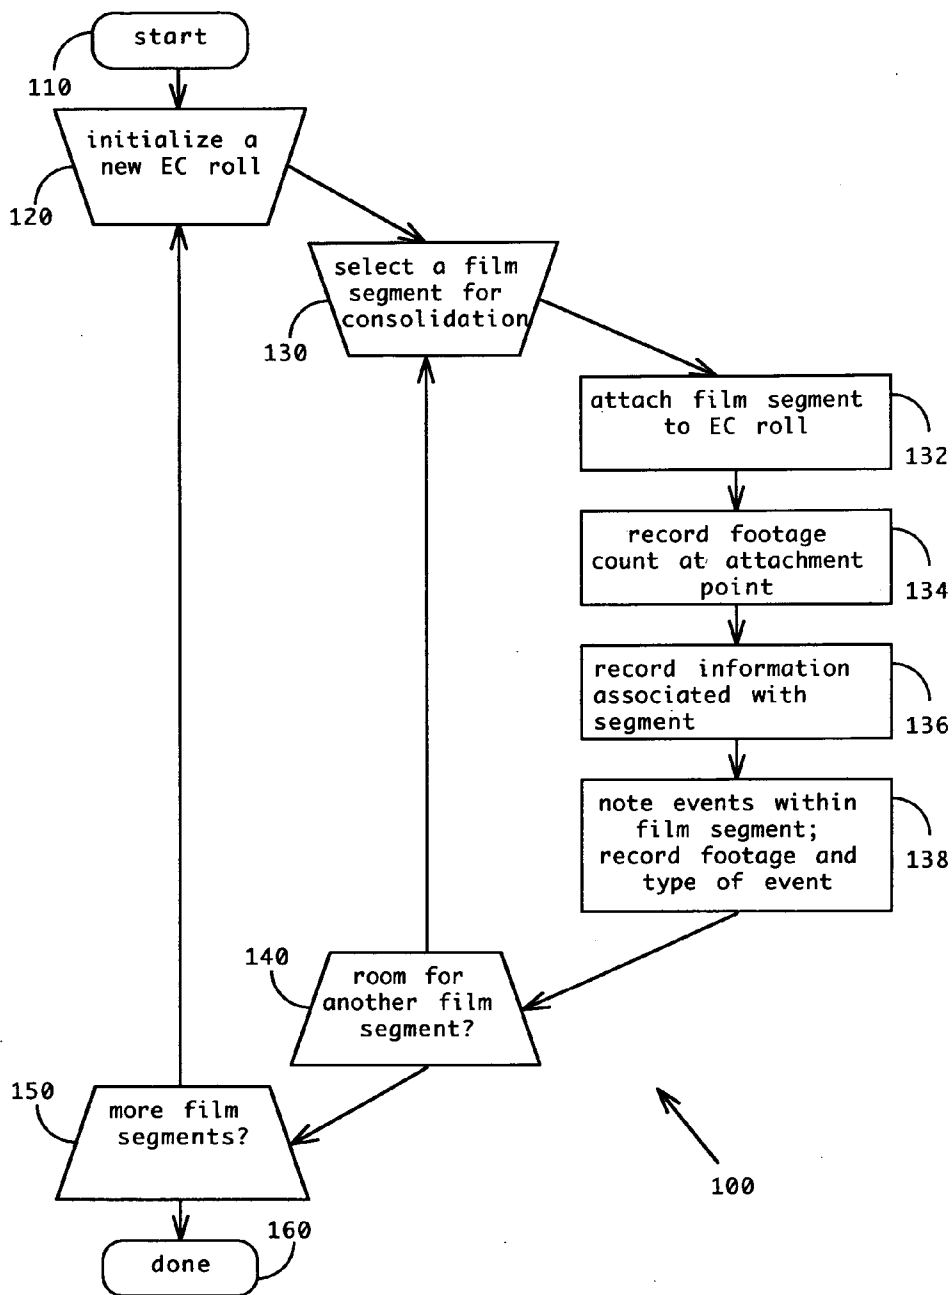 start
110
initialize a
new EC roll
120
select a film
segment for
consolidation
130
attach film segment
to EC roll
132
record footage
count at attachment
point
134
record information
associated with
segment
136
note events within
film segment;
record footage and
type of event
138
140
room for
another film
segment?
150
more film
segments?
100
160
done